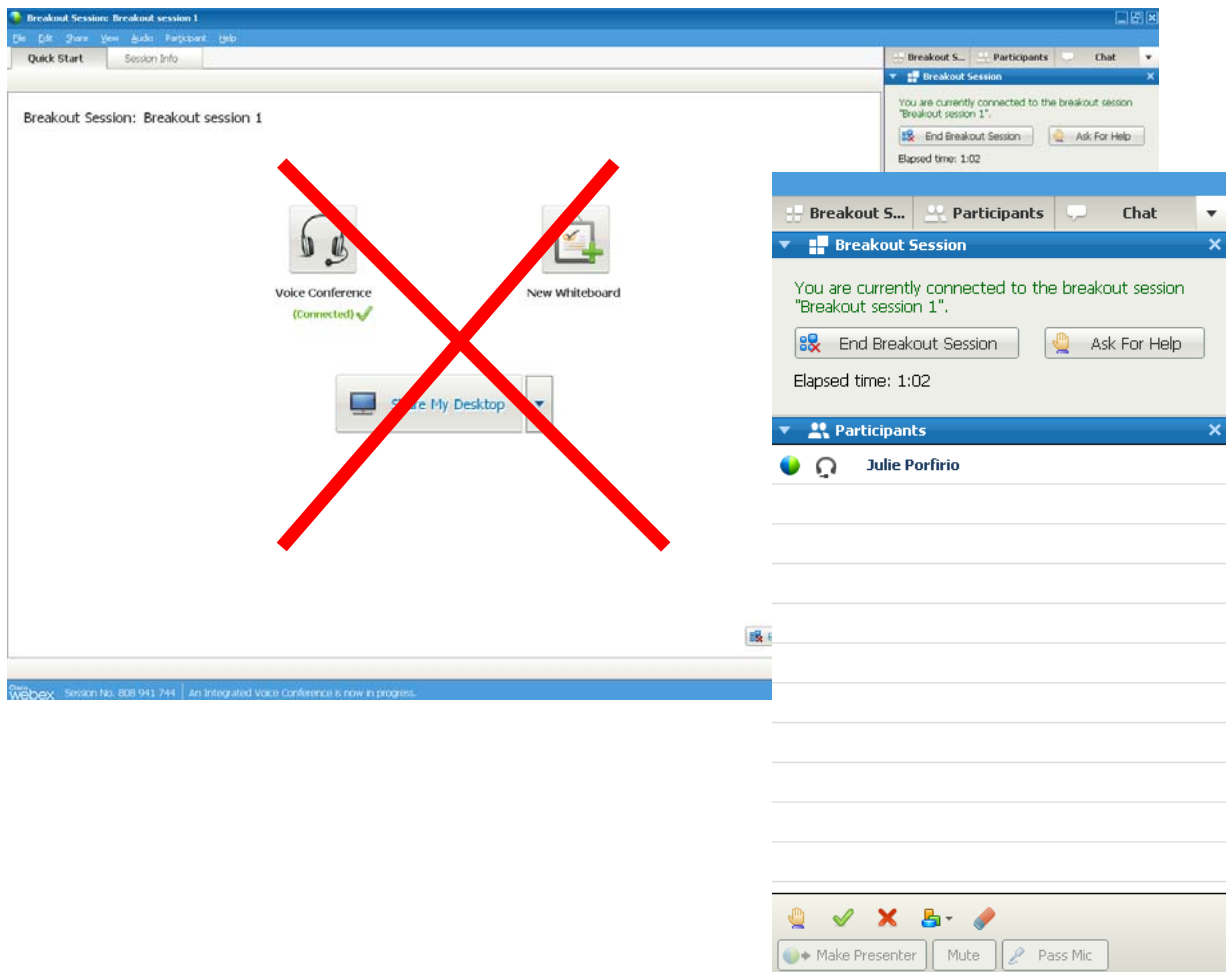 Breakout Session: Breakout session 1
File Edit Share View Audio Participant Help
Quick Start Session Info
Breakout S... Participants Chat
Breakout Session
You are currently connected to the breakout session
"Breakout session 1".
End Breakout Session Ask For Help
Elapsed time: 1:02
Breakout Session: Breakout session 1
Voice Conference
(Connected)
New Whiteboard
Share My Desktop
Cisco
webex Session No. 808 941 744 An Integrated Voice Conference is now in progress.
Breakout S... Participants Chat
Breakout Session
You are currently connected to the breakout session
"Breakout session 1".
End Breakout Session Ask For Help
Elapsed time: 1:02
Participants
Julie Porfirio
Make Presenter Mute Pass Mic